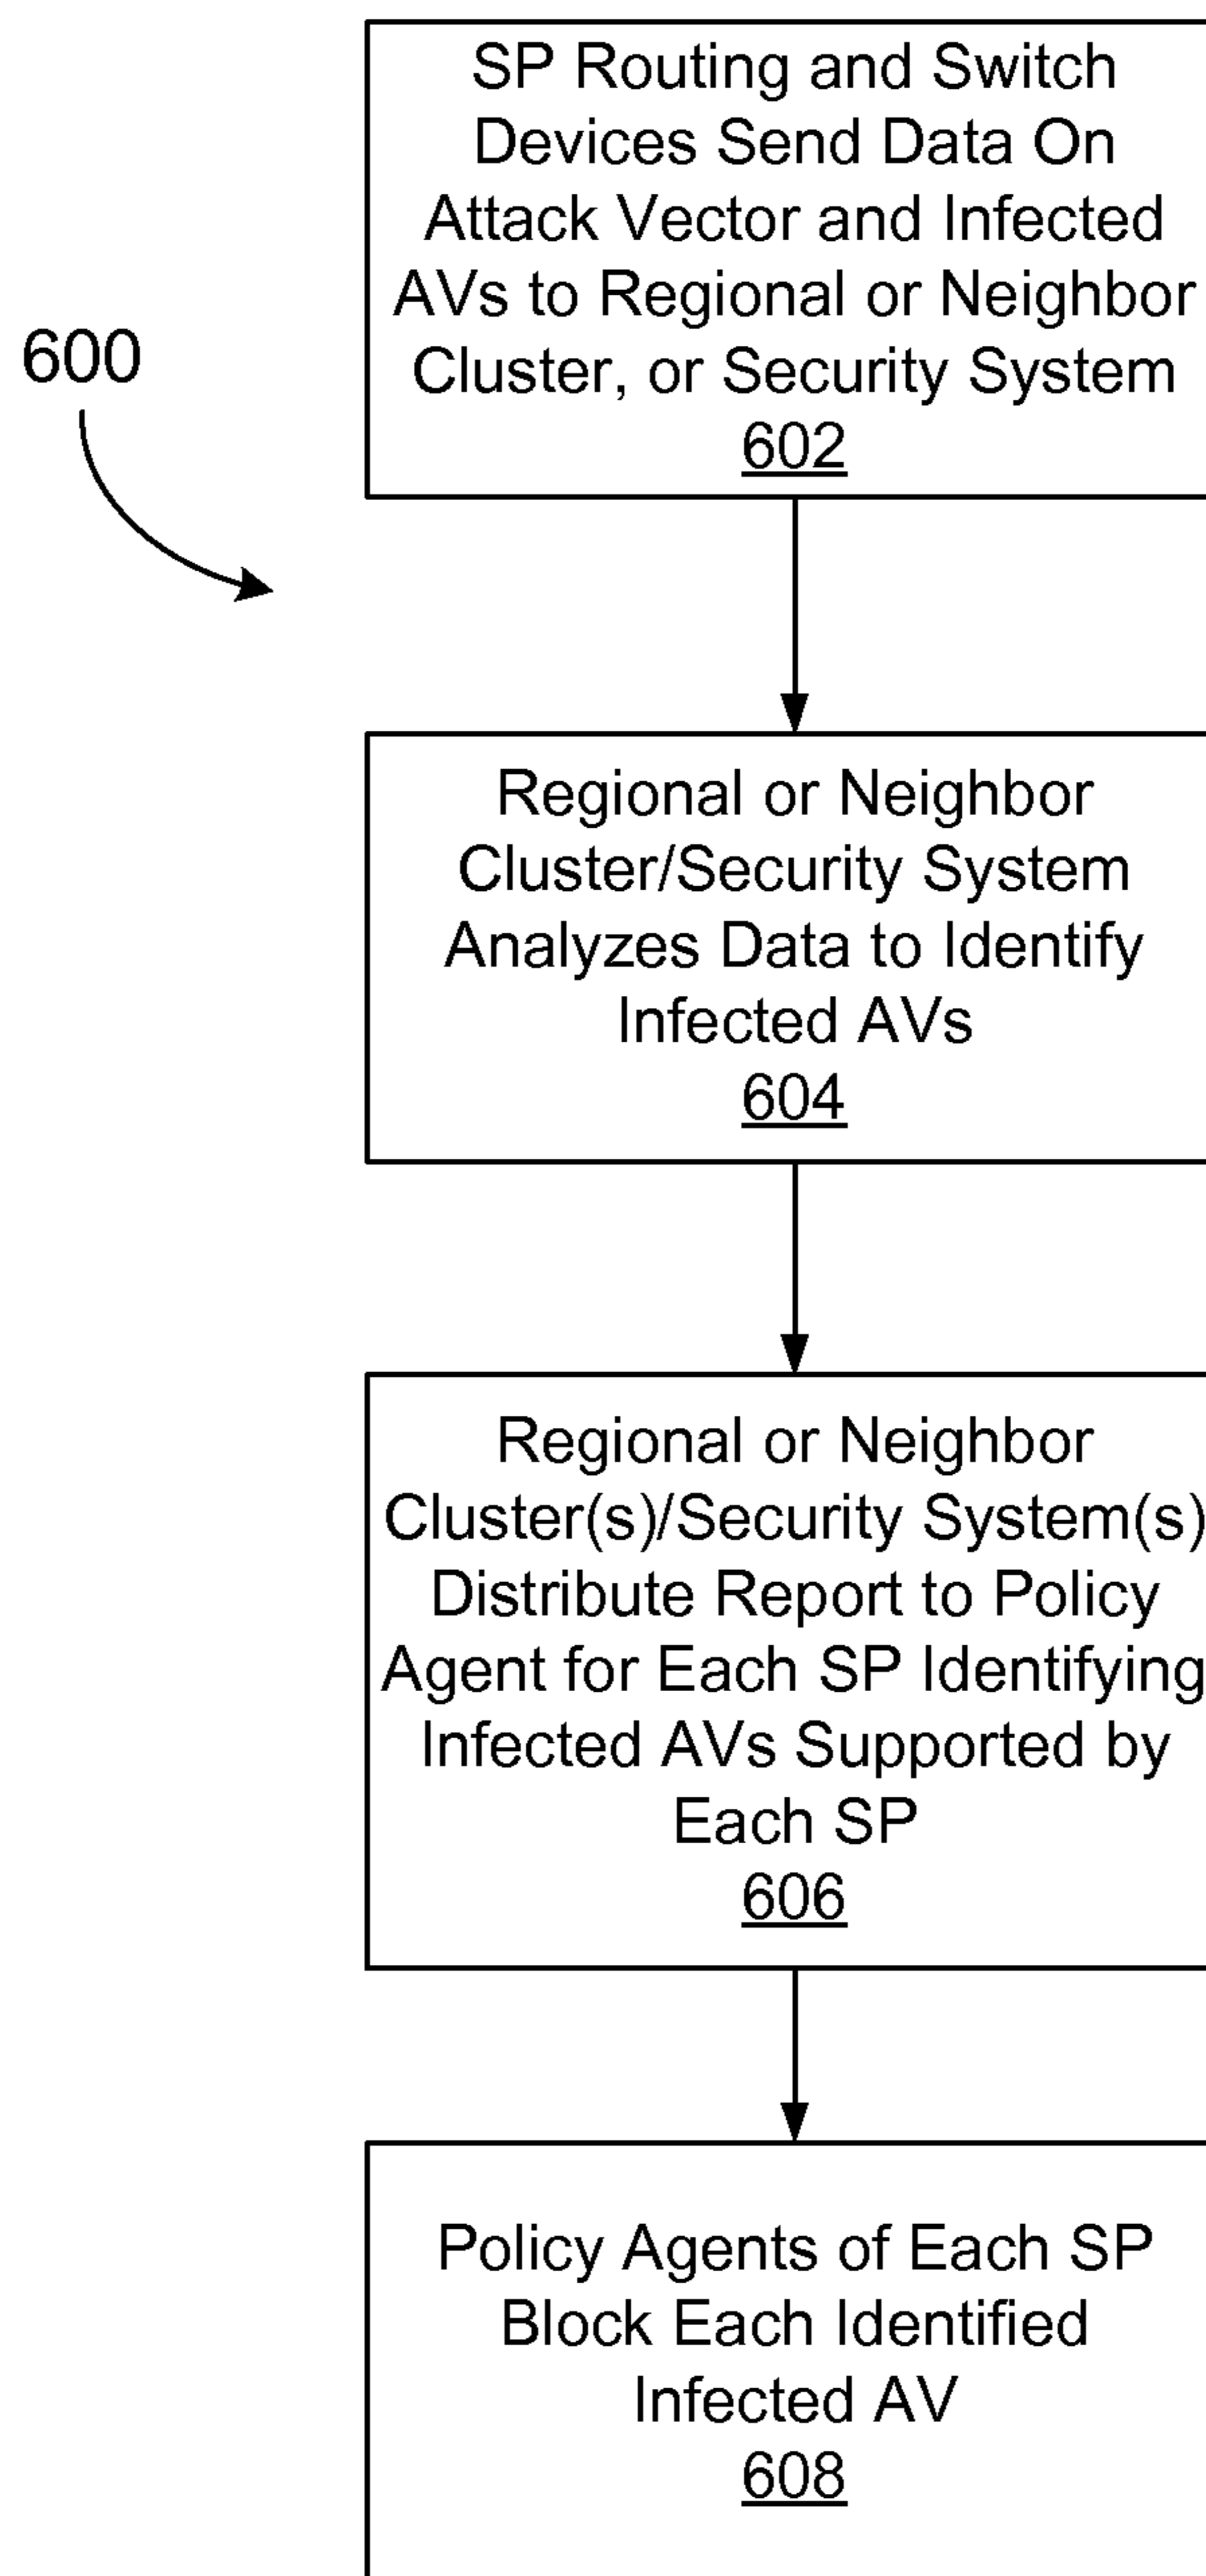 SP Routing and Switch
Devices Send Data On
Attack Vector and Infected
AVs to Regional or Neighbor
Cluster, or Security System
602
600
Regional or Neighbor
Cluster/Security System
Analyzes Data to Identify
Infected AVs
604
Regional or Neighbor
Cluster(s)/Security System(s)
Distribute Report to Policy
Agent for Each SP Identifying
Infected AVs Supported by
Each SP
606
Policy Agents of Each SP
Block Each Identified
Infected AV
608